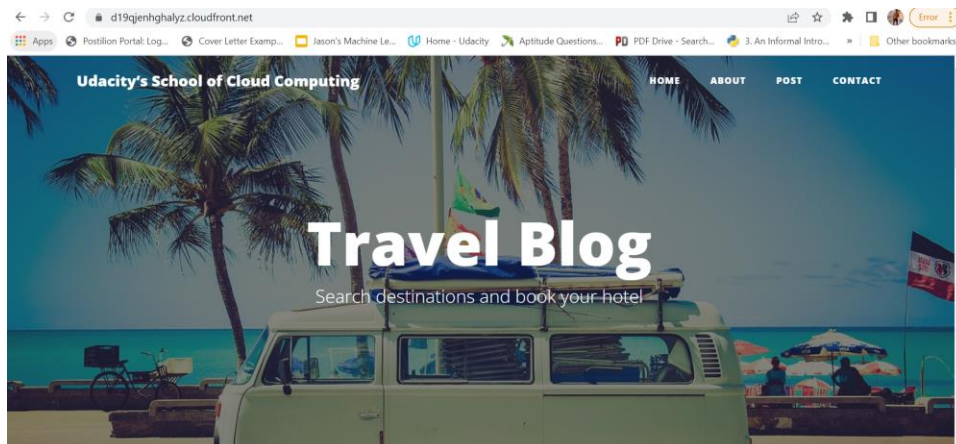 d19qjenhghalyz.cloudfront.net Error
Apps Postilion Portal: Log... Cover Letter Examp... Jason's Machine Le... Home - Udacity Aptitude Questions... PD PDF Drive - Search... 3. An Informal Intro... » Other bookmarks
Udacity's School of Cloud Computing HOME ABOUT POST CONTACT
Travel Blog
Search destinations and book your hotel